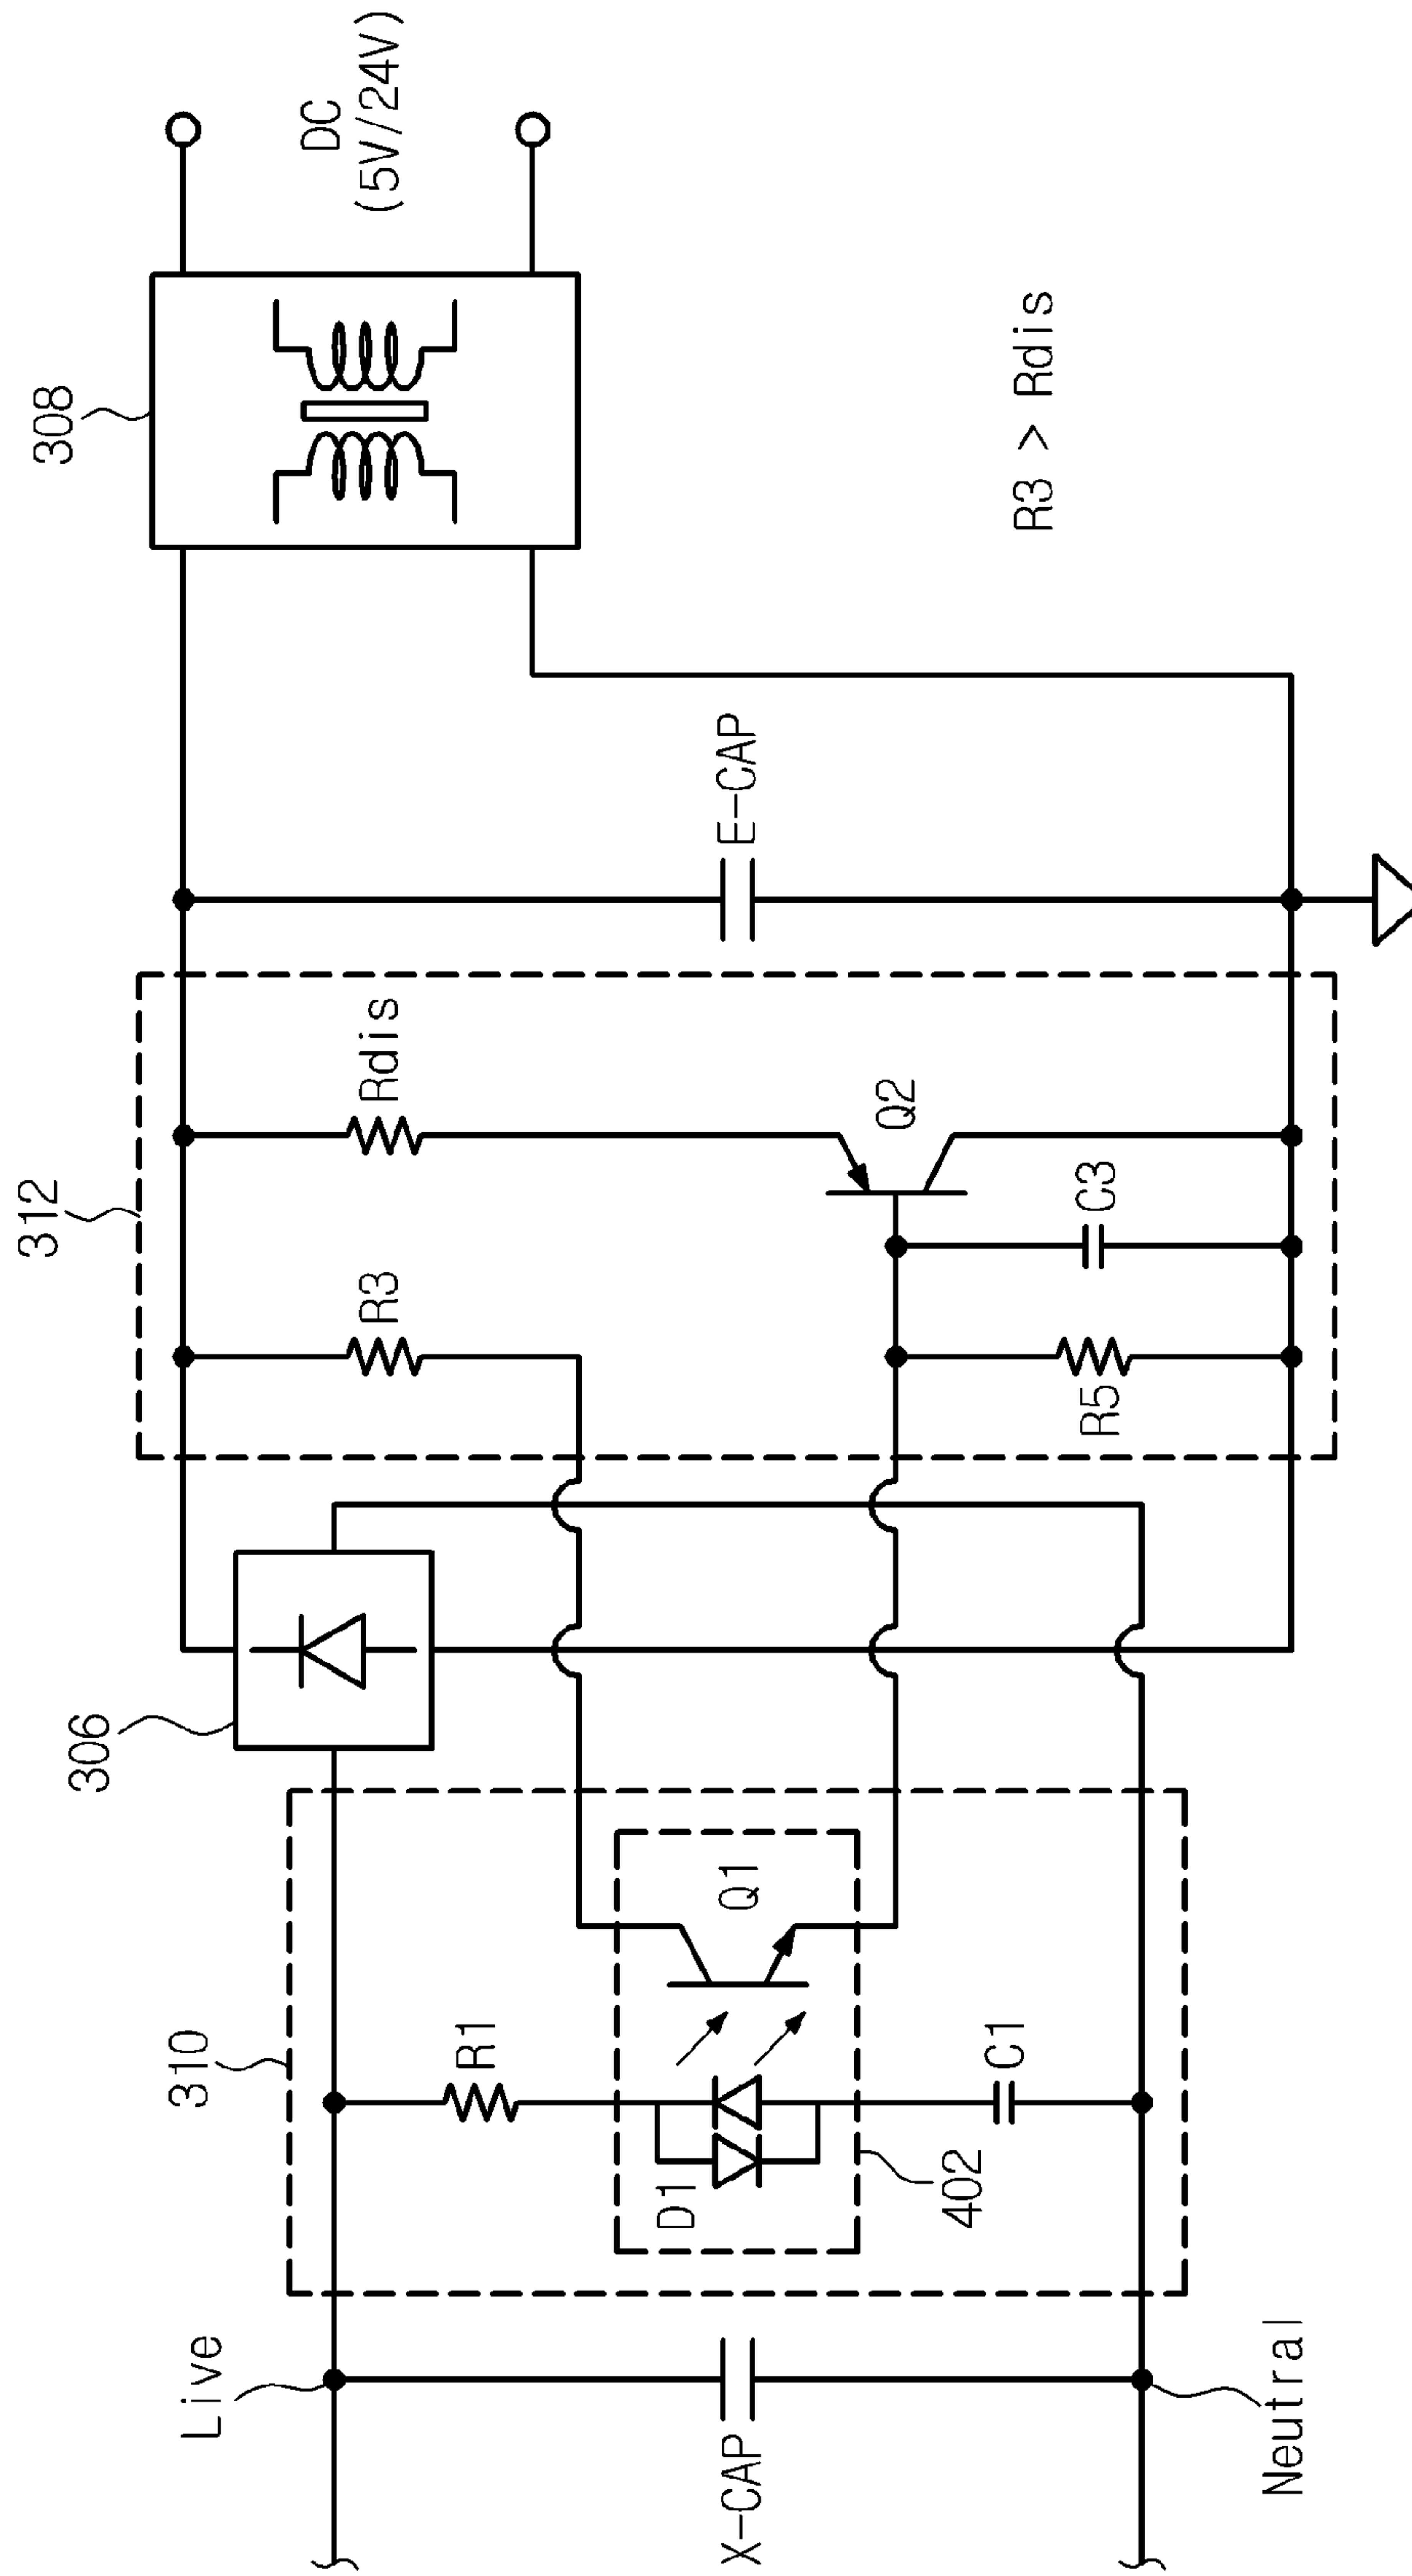 Live
X-CAP
Neutral
310
R1
D1
Q1
C1
402
306
312
R3
Rdis
R5
C3
Q2
E-CAP
308
DC
(5V/24V)
R3 > Rdis